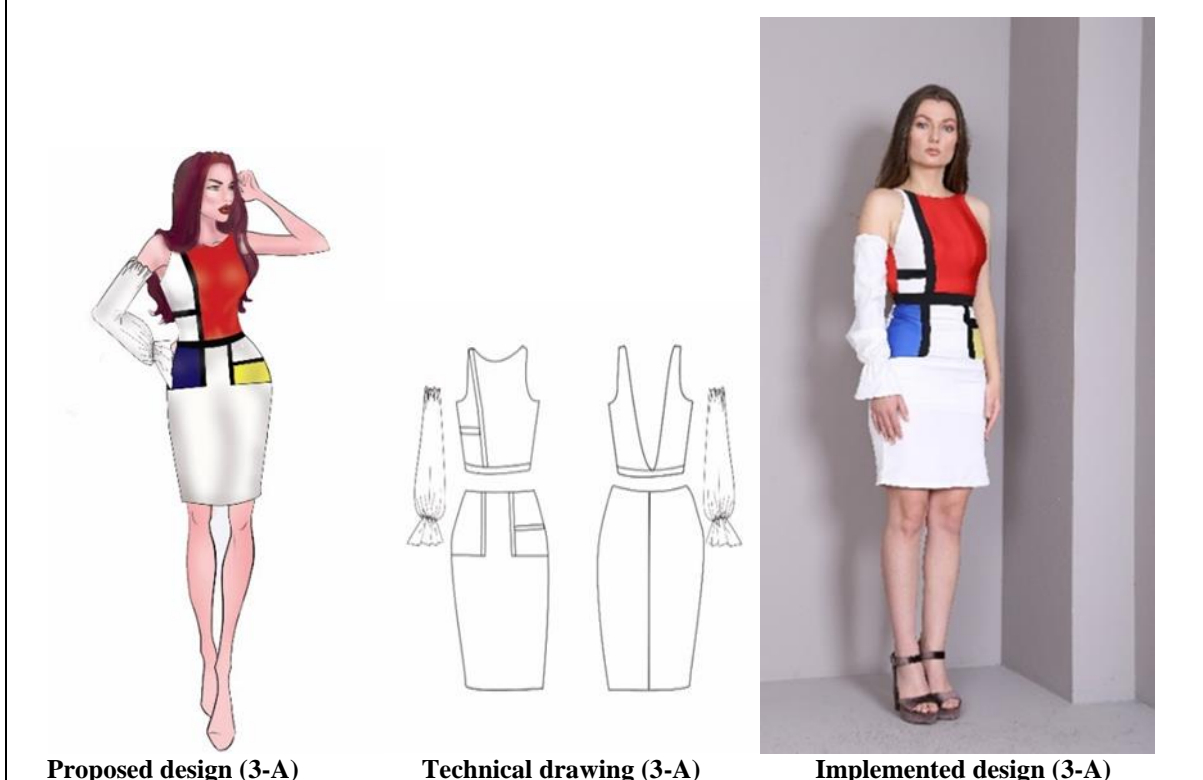 Proposed design (3-A)
Technical drawing (3-A)
Implemented design (3-A)